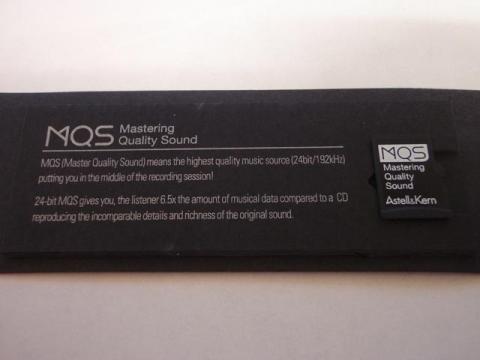 MQS Mastering
Quality Sound
MQS (Master Quality Sound) means the highest quality music source (24bit/192kHz)
putting you in the middle of the recording session!
24-bit MQS gives you, the listener 6.5x the amount of musical data compared to a CD
reproducing the incomparable details and richness of the original sound.
MQS
Mastering
Quality
Sound
Astell&Kern